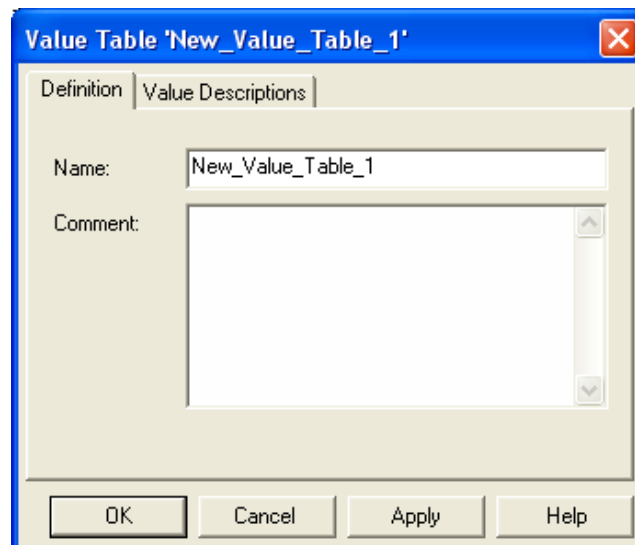 Value Table 'New_Value_Table_1'
Definition Value Descriptions
Name: New_Value_Table_1
Comment:
OK Cancel Apply Help